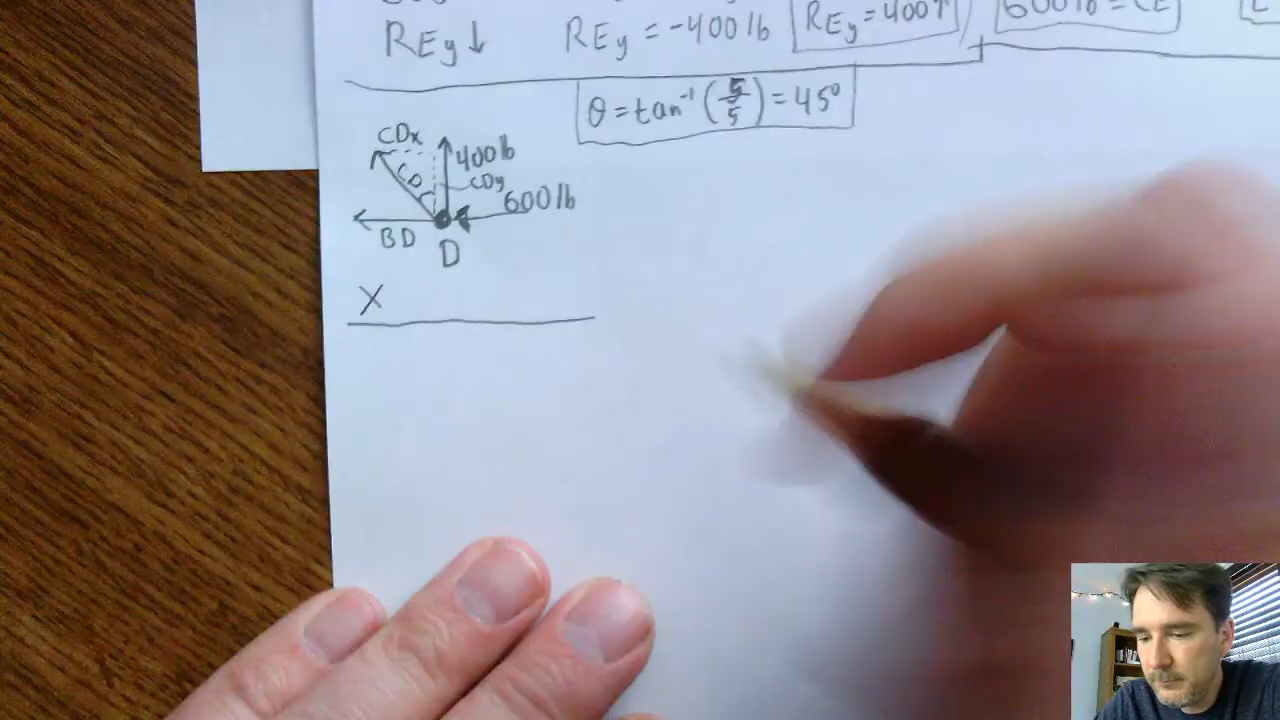 REy↓ REy = -400 lb REy = 400↑ 600 lb = CE
θ = tan⁻¹ (5/5) = 45°
CDx
400 lb
CD
CDy
600 lb
BD
D
X